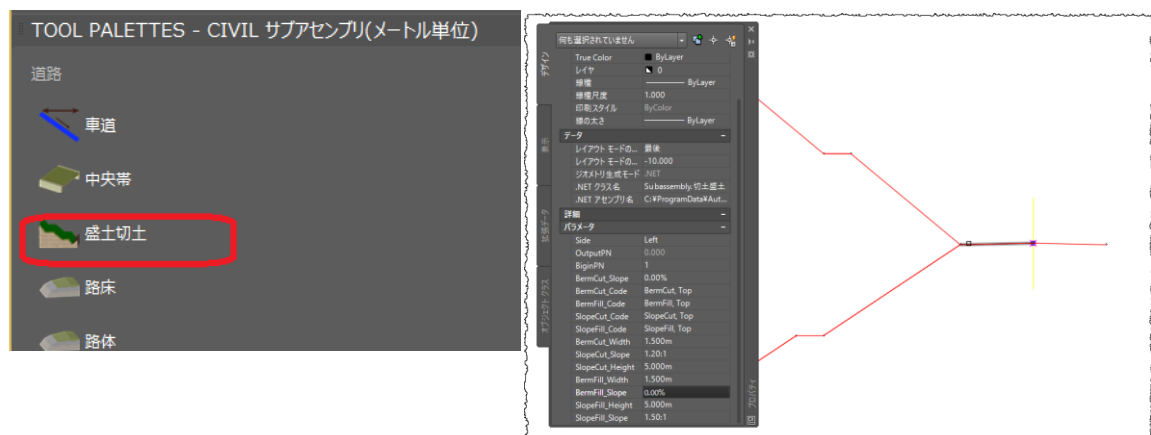 TOOL PALETTES - CIVIL サブアセンブリ(メートル単位)
道路
車道
中央帯
盛土切土
路床
路体
何も選択されていません
デザイン
表示
拡張データ
オブジェクト クラス
プロパティ
True Color ByLayer
レイヤ 0
線種 ByLayer
線種尺度 1.000
印刷スタイル ByColor
線の太さ ByLayer
データ
レイアウト モードの... 最後
レイアウト モードの... -10.000
ジオメトリ生成モード .NET
.NET クラス名 Subassembly.切土盛土
.NET アセンブリ名 C:¥ProgramData¥Aut...
詳細
パラメータ
Side Left
OutputPN 0.000
BiginPN 1
BermCut_Slope 0.00%
BermCut_Code BermCut, Top
BermFill_Code BermFill, Top
SlopeCut_Code SlopeCut, Top
SlopeFill_Code SlopeFill, Top
BermCut_Width 1.500m
SlopeCut_Slope 1.20:1
SlopeCut_Height 5.000m
BermFill_Width 1.500m
BermFill_Slope 0.00%
SlopeFill_Height 5.000m
SlopeFill_Slope 1.50:1